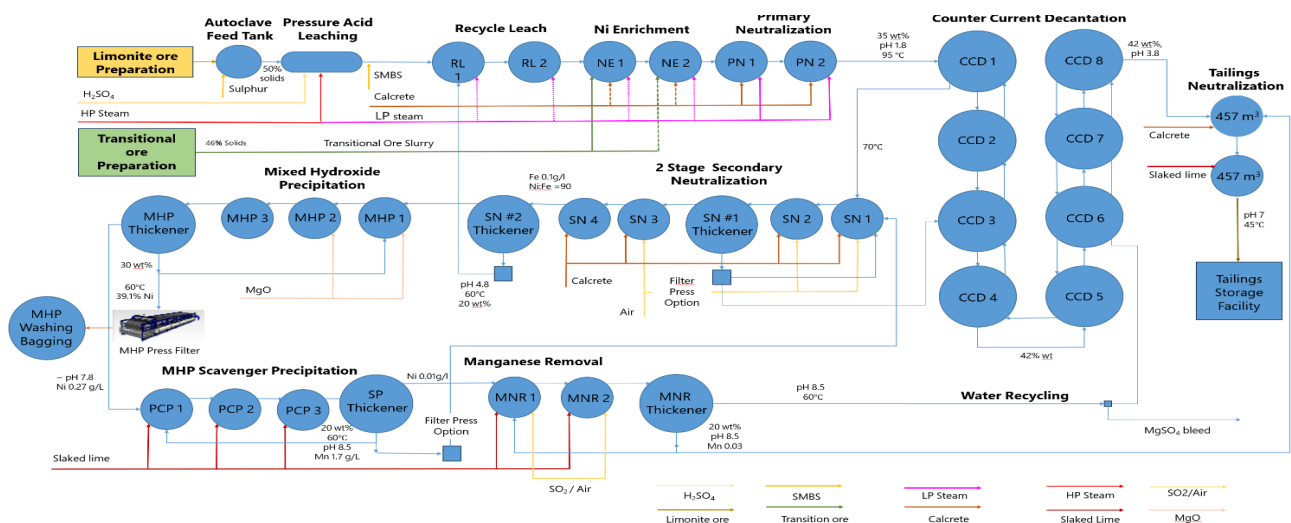 Autoclave
Feed Tank
Pressure Acid
Leaching
Recycle Leach
Ni Enrichment
Primary
Neutralization
35 wt%
pH 1.8
95 °C
Counter Current Decantation
42 wt%,
pH 3.8
Tailings
Neutralization
Limonite ore
Preparation
50%
solids
Sulphur
SMBS
RL
1
RL 2
NE 1
NE 2
PN 1
PN 2
CCD 1
CCD 8
H2SO4
Calcrete
HP Steam
LP steam
457 m3
Calcrete
Transitional
ore
Preparation
46% Solids
Transitional Ore Slurry
70°C
CCD 2
CCD 7
Slaked lime
457 m3
Mixed Hydroxide
Precipitation
Fe 0.1g/l
Ni:Fe =90
2 Stage Secondary
Neutralization
MHP
Thickener
MHP 3
MHP 2
MHP 1
SN #2
Thickener
SN 4
SN 3
SN #1
Thickener
SN 2
SN 1
CCD 3
CCD 6
pH 7
45°C
30 wt%
60°C
39.1% Ni
MgO
pH 4.8
60°C
20 wt%
Calcrete
Air
Filter
Press
Option
CCD 4
CCD 5
Tailings
Storage
Facility
MHP
Washing
Bagging
MHP Press Filter
42% wt
~ pH 7.8
Ni 0.27 g/L
MHP Scavenger Precipitation
Ni 0.01g/l
Manganese Removal
PCP 1
PCP 2
PCP 3
SP
Thickener
MNR 1
MNR 2
MNR
Thickener
pH 8.5
60°C
Water Recycling
20 wt%
60°C
pH 8.5
Mn 1.7 g/L
Filter Press
Option
20 wt%
pH 8.5
Mn 0.03
MgSO4 bleed
Slaked lime
SO2 / Air
H2SO4
SMBS
LP Steam
HP Steam
SO2/Air
Limonite ore
Transition ore
Calcrete
Slaked Lime
MgO